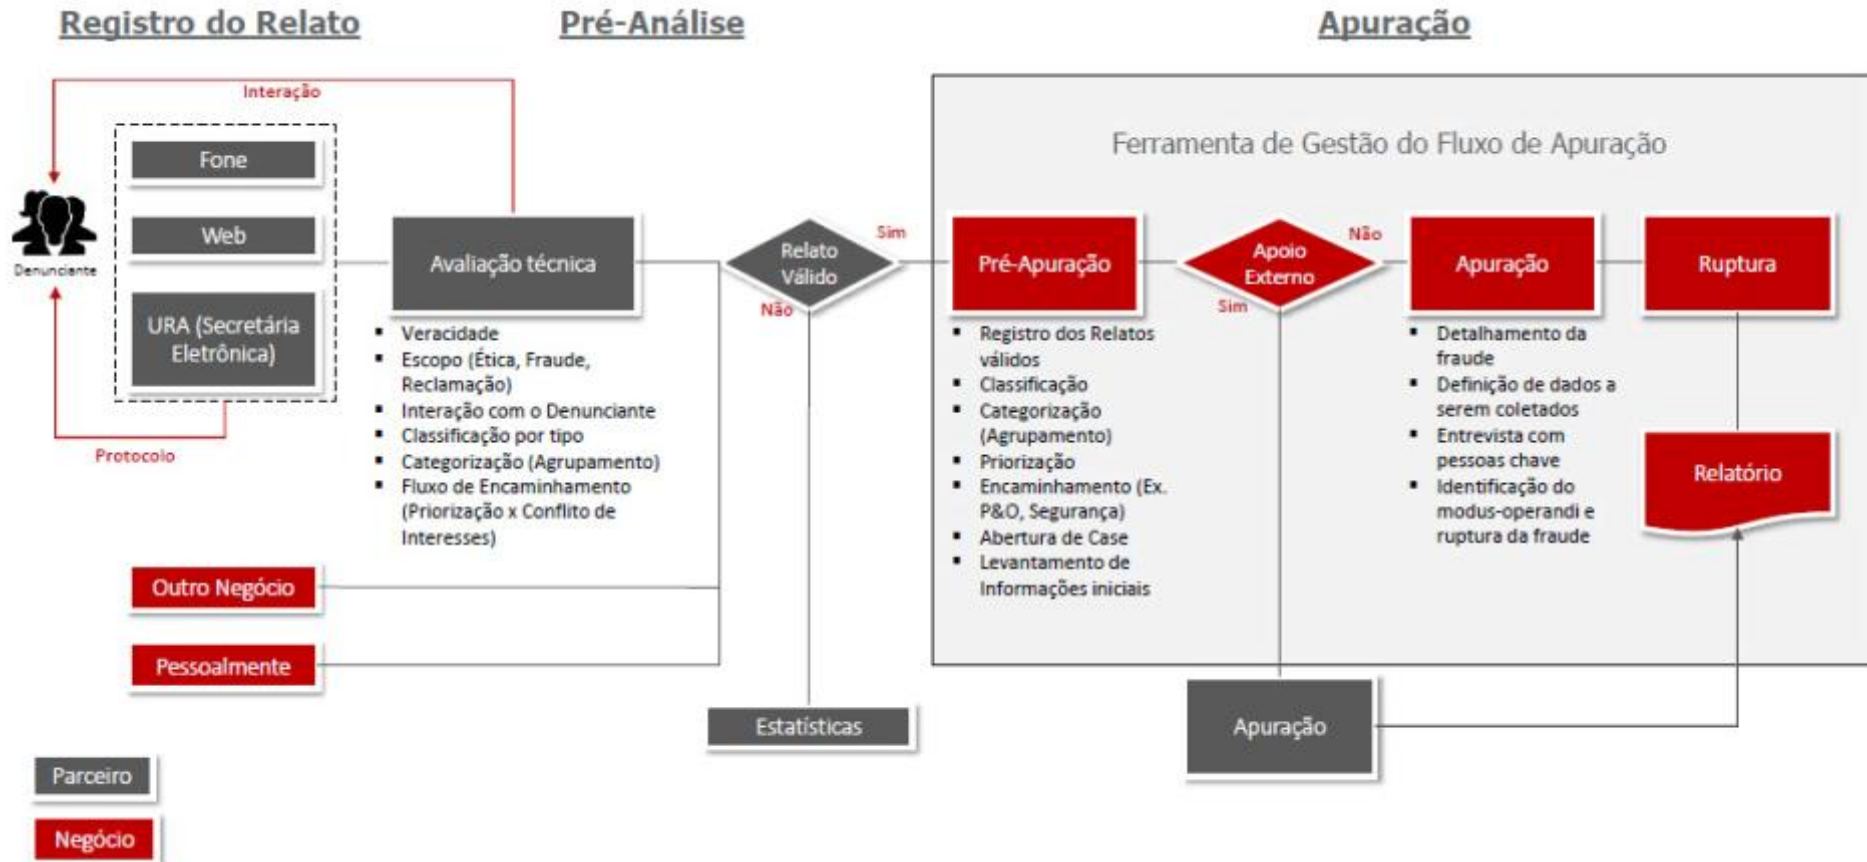 Registro do Relato
Pré-Análise
Apuração
Interação
Fone
Web
URA (Secretária
Eletrônica)
Denunciante
Protocolo
Avaliação técnica
▪ Veracidade
▪ Escopo (Ética, Fraude,
Reclamação)
▪ Interação com o Denunciante
▪ Classificação por tipo
▪ Categorização (Agrupamento)
▪ Fluxo de Encaminhamento
(Priorização x Conflito de
Interesses)
Outro Negócio
Pessoalmente
Relato
Válido
Sim
Não
Estatísticas
Ferramenta de Gestão do Fluxo de Apuração
Pré-Apuração
▪ Registro dos Relatos
válidos
▪ Classificação
▪ Categorização
(Agrupamento)
▪ Priorização
▪ Encaminhamento (Ex.
P&O, Segurança)
▪ Abertura de Case
▪ Levantamento de
Informações iniciais
Apoio
Externo
Não
Sim
Apuração
▪ Detalhamento da
fraude
▪ Definição de dados a
serem coletados
▪ Entrevista com
pessoas chave
▪ Identificação do
modus-operandi e
ruptura da fraude
Ruptura
Relatório
Apuração
Parceiro
Negócio